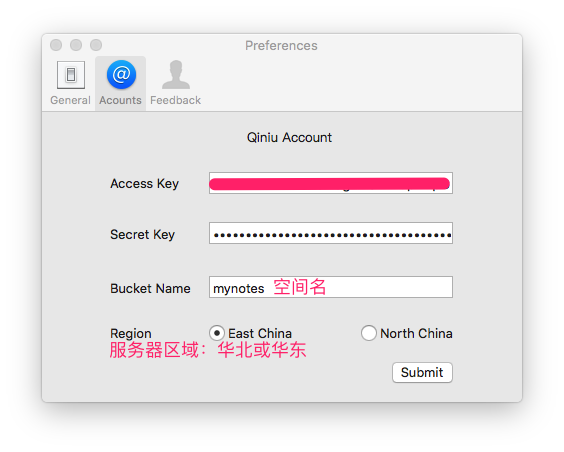 Preferences
General Acounts Feedback
Qiniu Account
Access Key
Secret Key ••••••••••••••••••••••••••••••••••••
Bucket Name mynotes 空间名
Region East China North China
服务器区域：华北或华东
Submit